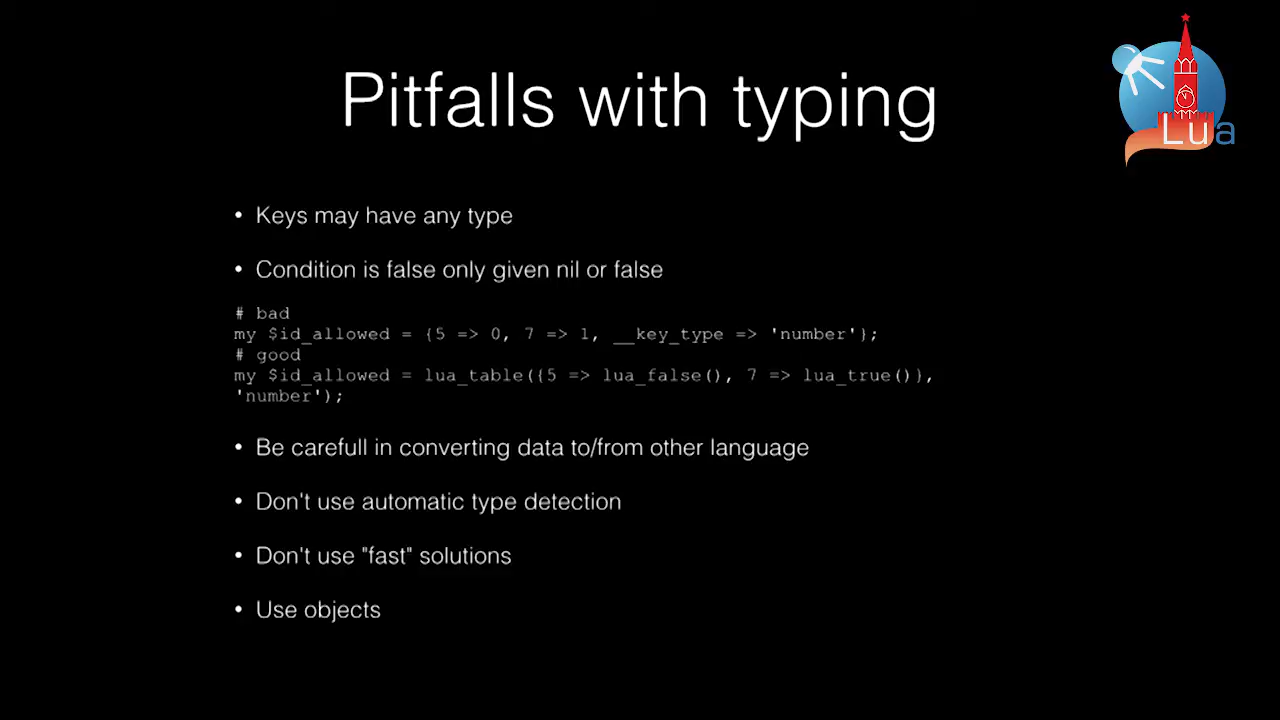 Pitfalls with typing
Lua
• Keys may have any type
• Condition is false only given nil or false
# bad
my $id_allowed = {5 => 0, 7 => 1, __key_type => 'number'};
# good
my $id_allowed = lua_table({5 => lua_false(), 7 => lua_true()},
'number');
• Be carefull in converting data to/from other language
• Don't use automatic type detection
• Don't use "fast" solutions
• Use objects